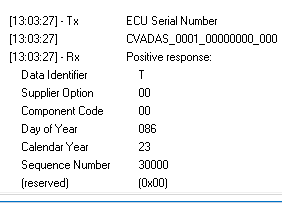 [13:03:27] - Tx ECU Serial Number
[13:03:27] CVADAS_0001_00000000_000
[13:03:27] - Rx Positive response:
Data Identifier T
Supplier Option 00
Component Code 00
Day of Year 086
Calendar Year 23
Sequence Number 30000
(reserved) (0x00)